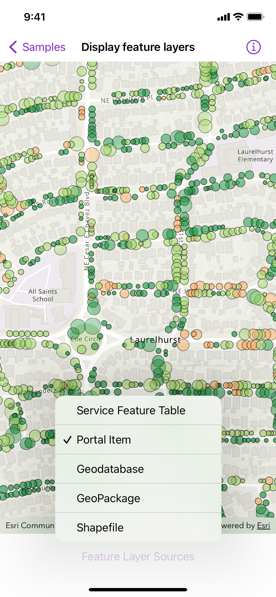 9:41
Samples
Display feature layers
NE
Laurelhurst
Elementary
NE Cesar E Chavez Blvd
All Saints
School
Coe Circle
Laurelhurst
Service Feature Table
Portal Item
Geodatabase
GeoPackage
Shapefile
Esri Commun
wered by Esri
Feature Layer Sources